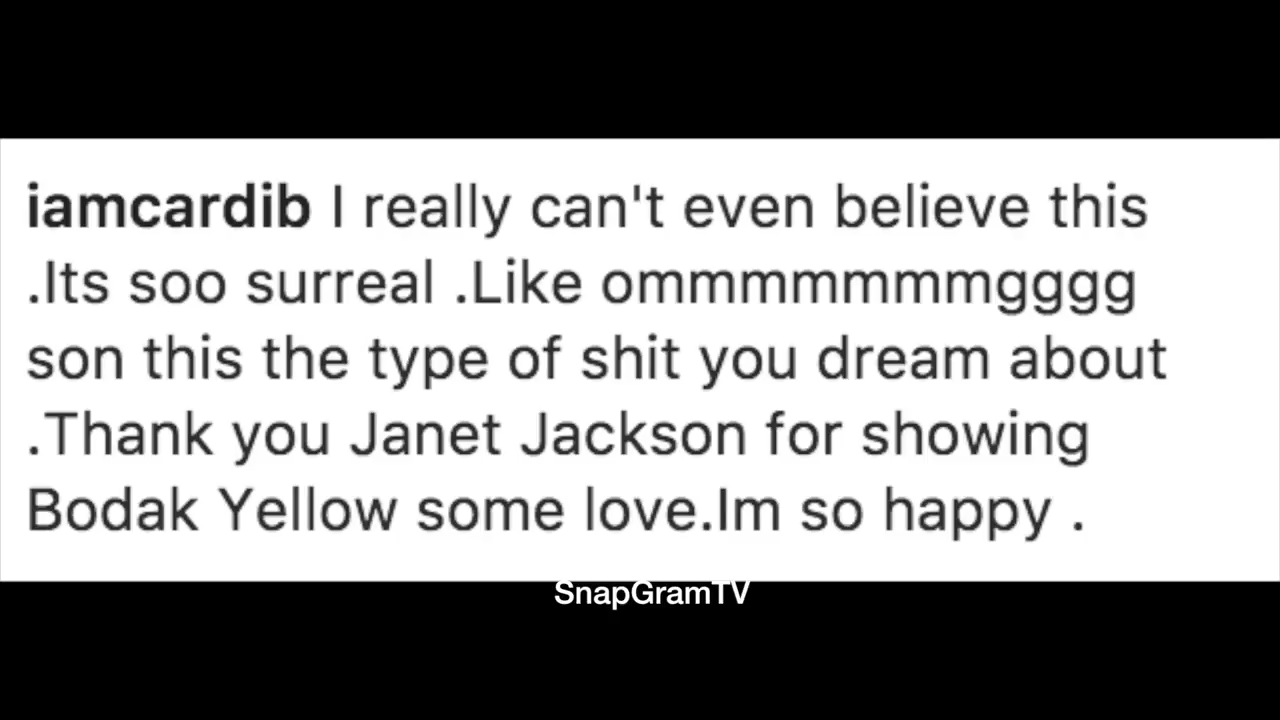 iamcardib I really can't even believe this
.Its soo surreal .Like ommmmmmmgggg
son this the type of shit you dream about
.Thank you Janet Jackson for showing
Bodak Yellow some love.Im so happy .
SnapGramTV